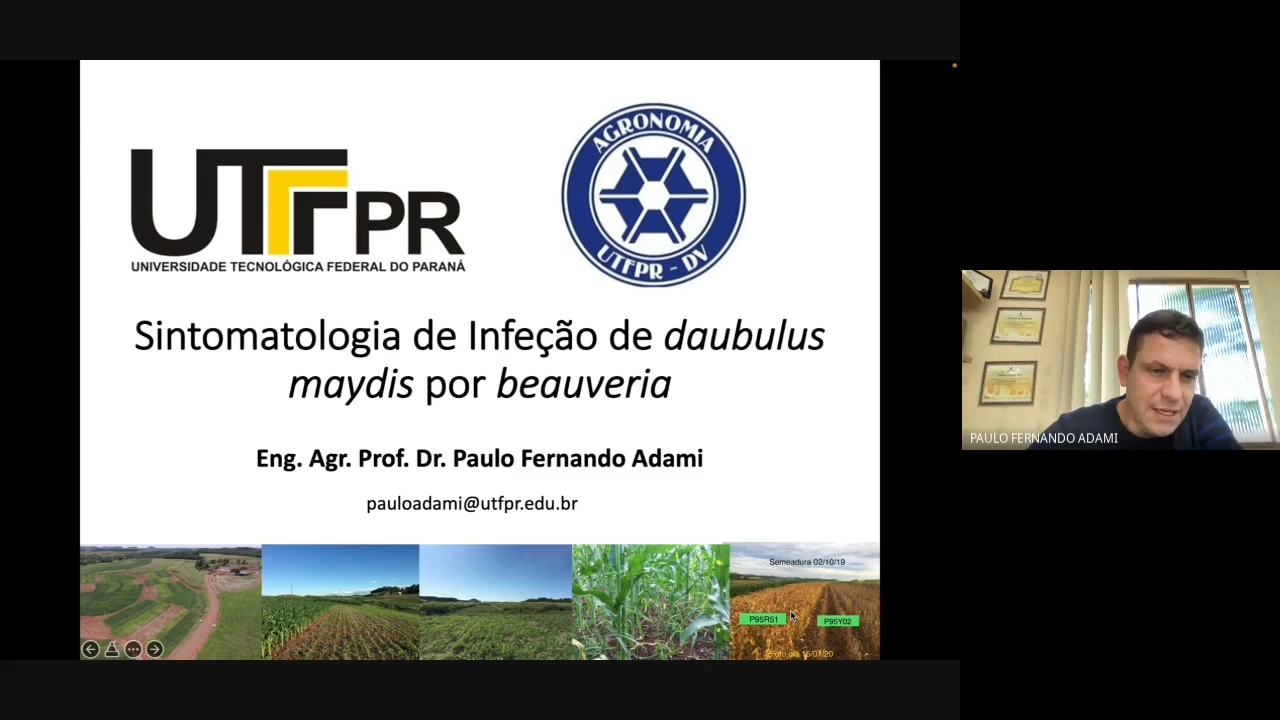 UTFPR
UNIVERSIDADE TECNOLÓGICA FEDERAL DO PARANÁ
AGRONOMIA
UTFPR - DV
Sintomatologia de Infeção de daubulus
maydis por beauveria
Eng. Agr. Prof. Dr. Paulo Fernando Adami
pauloadami@utfpr.edu.br
Semeadura 02/10/19
P95R51
P95Y02
PAULO FERNANDO ADAMI